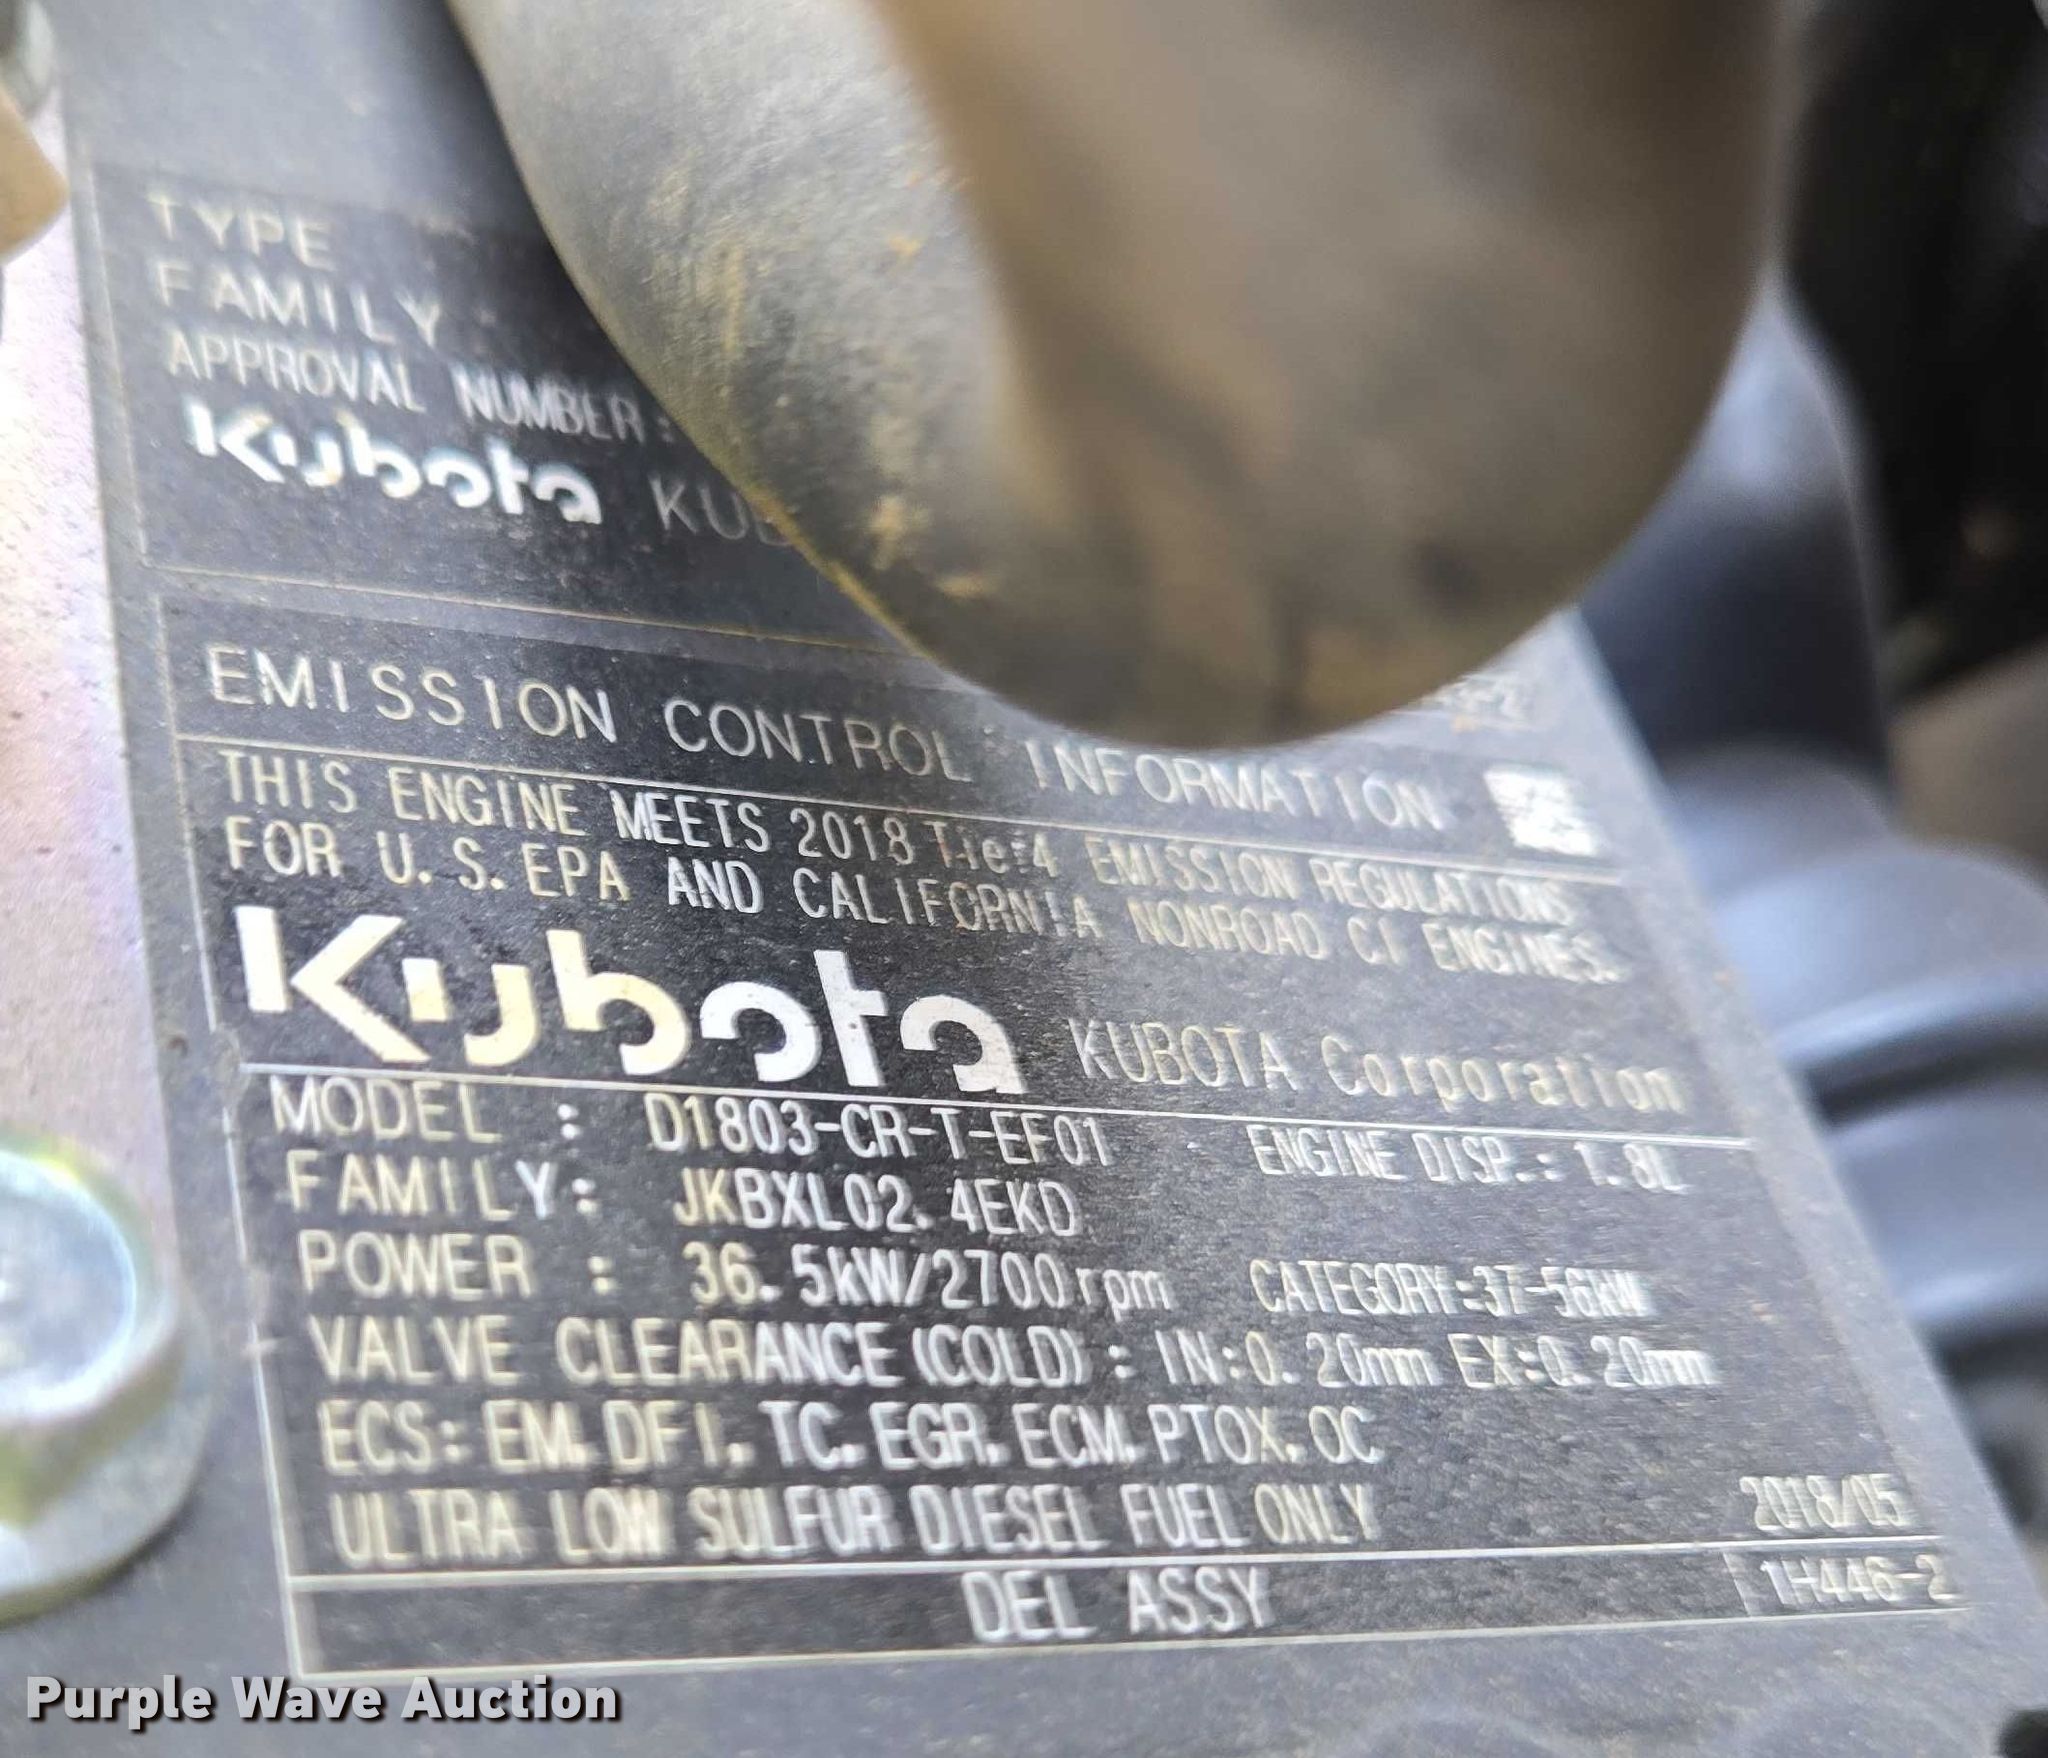 TYPE
FAMILY
APPROVAL NUMBER:
Kubota KUB
EMISSION CONTROL INFORMATION
THIS ENGINE MEETS 2018 Tier4 EMISSION REGULATIONS
FOR U.S. EPA AND CALIFORNIA NONROAD CI ENGINES.
Kubota KUBOTA Corporation
MODEL : D1803-CR-T-EF01 ENGINE DISP.: 1.8L
FAMILY: JKBXL02.4EKD
POWER : 36.5kW/2700rpm CATEGORY:37-56kW
VALVE CLEARANCE (COLD) : IN:0.20mm EX:0.20mm
ECS: EM, DFI, TC, EGR, ECM, PTOX, OC
ULTRA LOW SULFUR DIESEL FUEL ONLY 2018/05
DEL ASSY 1H446-2
Purple Wave Auction